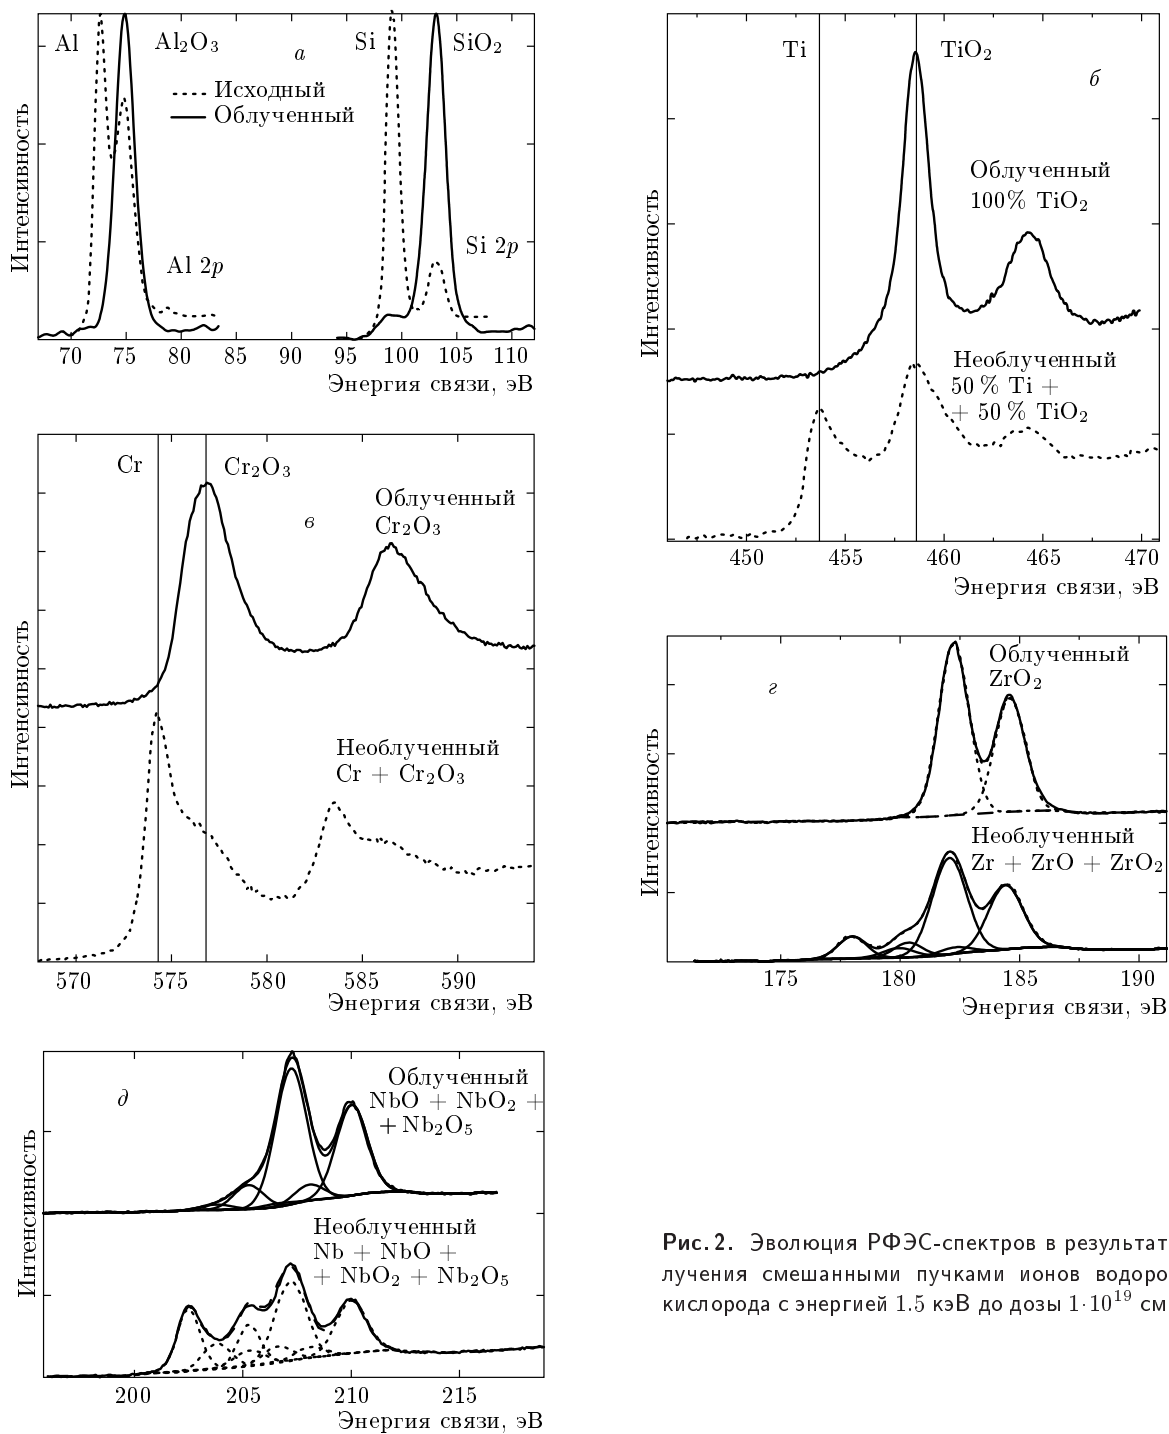 Al
Al₂O₃
а
Si
SiO₂
Исходный
Облученный
Al 2p
Si 2p
Интенсивность
70 75 80 85 90 95 100 105 110
Энергия связи, эВ
Ti
TiO₂
б
Облученный
100% TiO₂
Необлученный
50 % Ti +
+ 50 % TiO₂
Интенсивность
450 455 460 465 470
Энергия связи, эВ
Cr
Cr₂O₃
в
Облученный
Cr₂O₃
Необлученный
Cr + Cr₂O₃
Интенсивность
570 575 580 585 590
Энергия связи, эВ
г
Облученный
ZrO₂
Необлученный
Zr + ZrO + ZrO₂
Интенсивность
175 180 185 190
Энергия связи, эВ
д
Облученный
NbO + NbO₂ +
+ Nb₂O₅
Необлученный
Nb + NbO +
+ NbO₂ + Nb₂O₅
Интенсивность
200 205 210 215
Энергия связи, эВ
Рис. 2. Эволюция РФЭС-спектров в результат
лучения смешанными пучками ионов водоро
кислорода с энергией 1.5 кэВ до дозы 1·10¹⁹ см